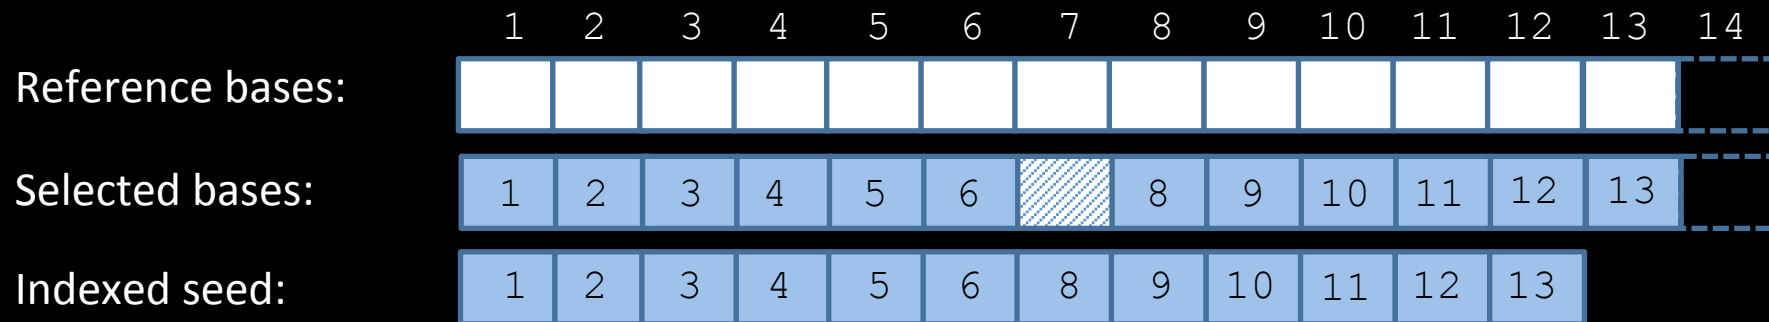 1 2 3 4 5 6 7 8 9 10 11 12 13 14
Reference bases:
Selected bases: 1 2 3 4 5 6 8 9 10 11 12 13
Indexed seed: 1 2 3 4 5 6 8 9 10 11 12 13